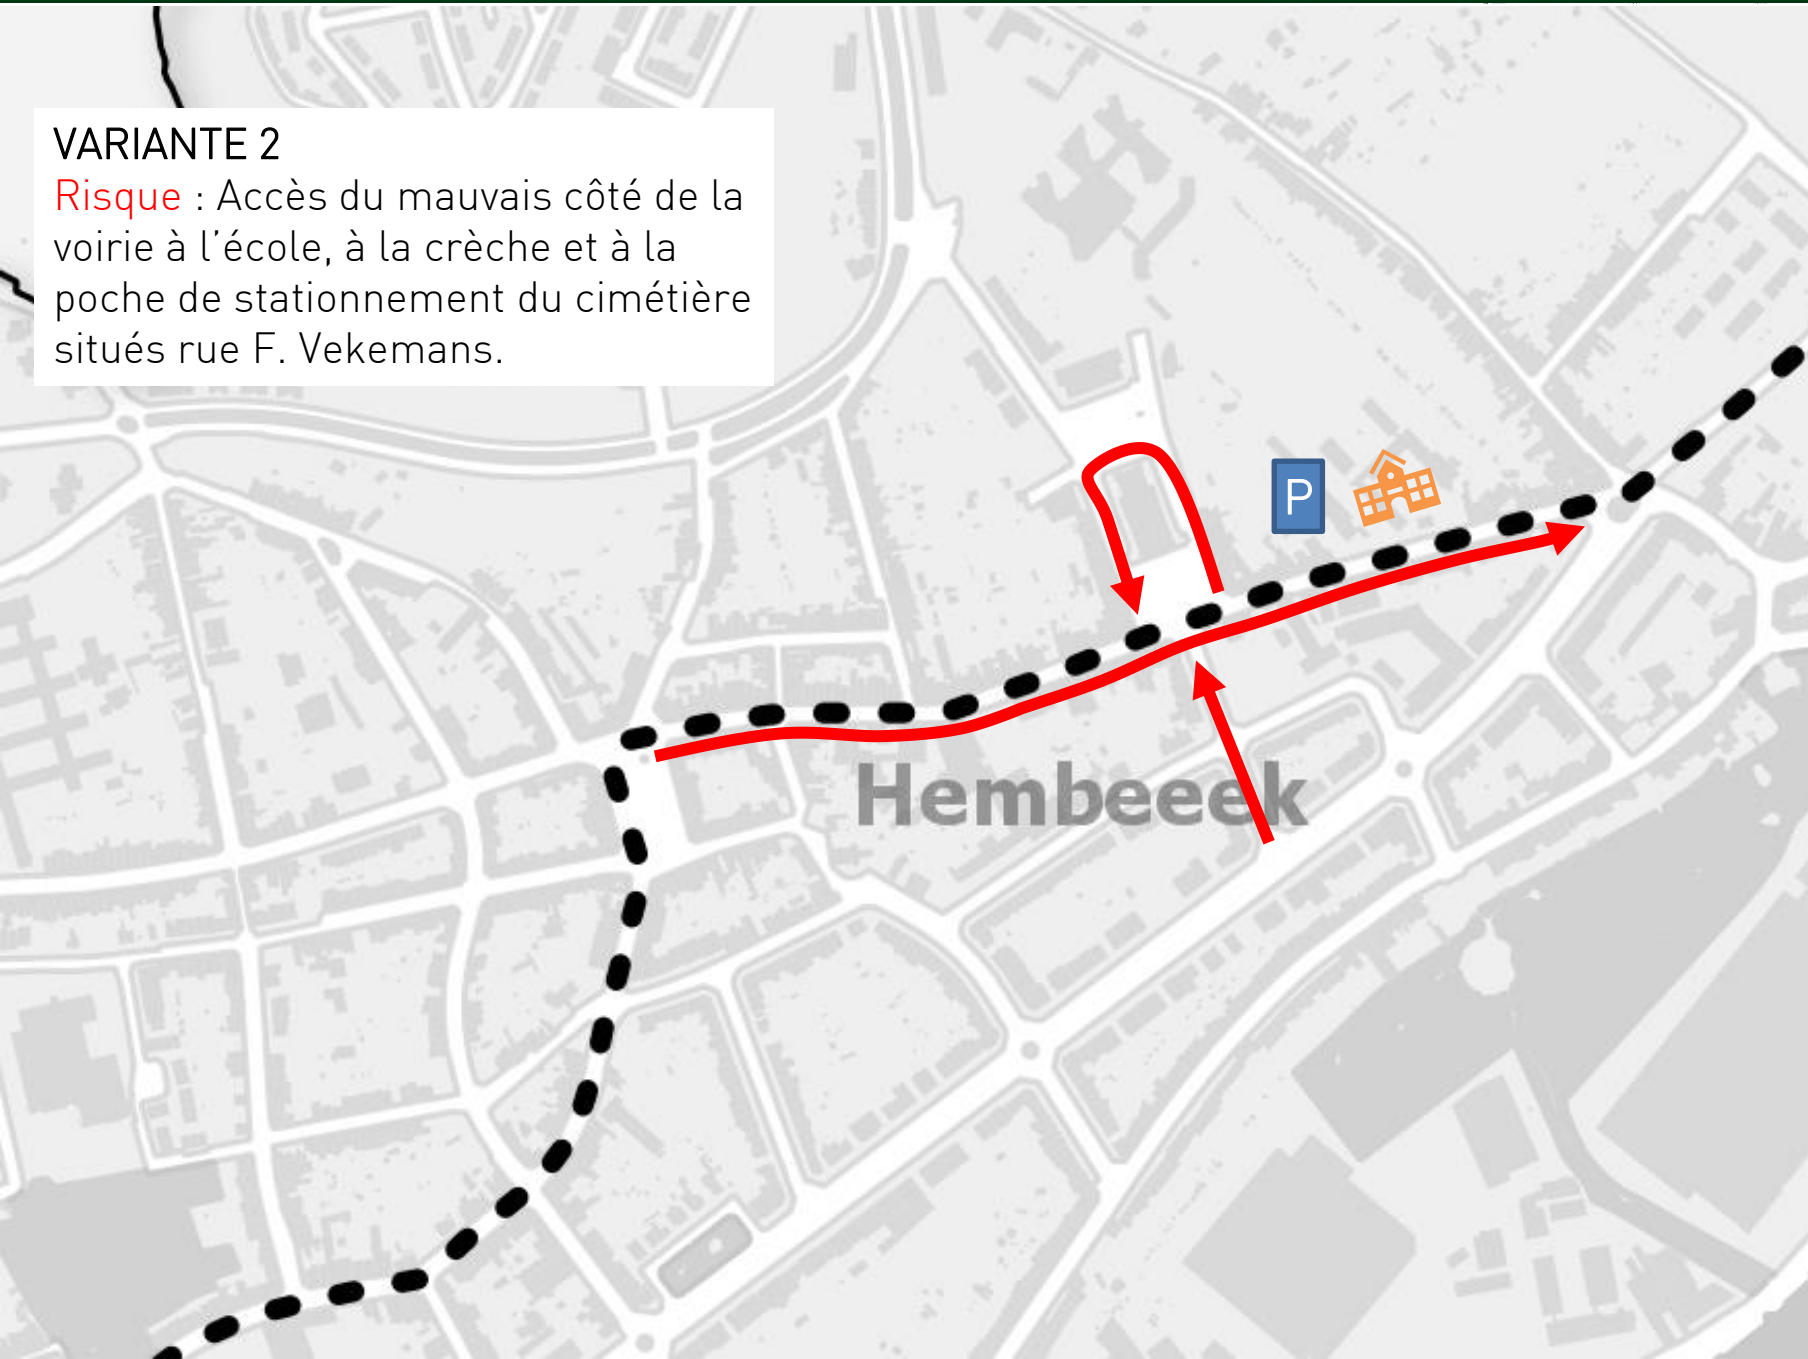 VARIANTE 2
Risque : Accès du mauvais côté de la
voirie à l'école, à la crèche et à la
poche de stationnement du cimétière
situés rue F. Vekemans.
P
Hembeeek